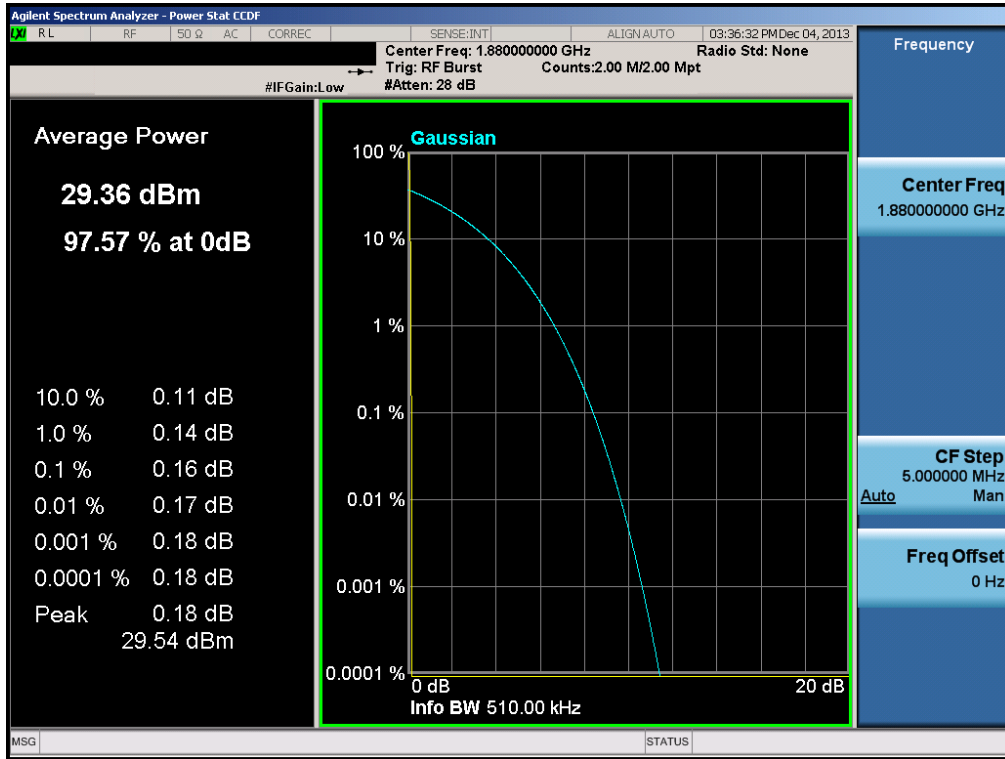 Agilent Spectrum Analyzer - Power Stat CCDF
LXI RL RF 50 Ω AC CORREC SENSE:INT ALIGN AUTO 03:36:32 PM Dec 04, 2013
Center Freq: 1.880000000 GHz Radio Std: None
Trig: RF Burst Counts:2.00 M/2.00 Mpt
#IFGain:Low #Atten: 28 dB
Average Power
29.36 dBm
97.57 % at 0dB
10.0 % 0.11 dB
1.0 % 0.14 dB
0.1 % 0.16 dB
0.01 % 0.17 dB
0.001 % 0.18 dB
0.0001 % 0.18 dB
Peak 0.18 dB
29.54 dBm
Gaussian
100 %
10 %
1 %
0.1 %
0.01 %
0.001 %
0.0001 %
0 dB 20 dB
Info BW 510.00 kHz
Frequency
Center Freq
1.880000000 GHz
CF Step
5.000000 MHz
Auto Man
Freq Offset
0 Hz
MSG STATUS